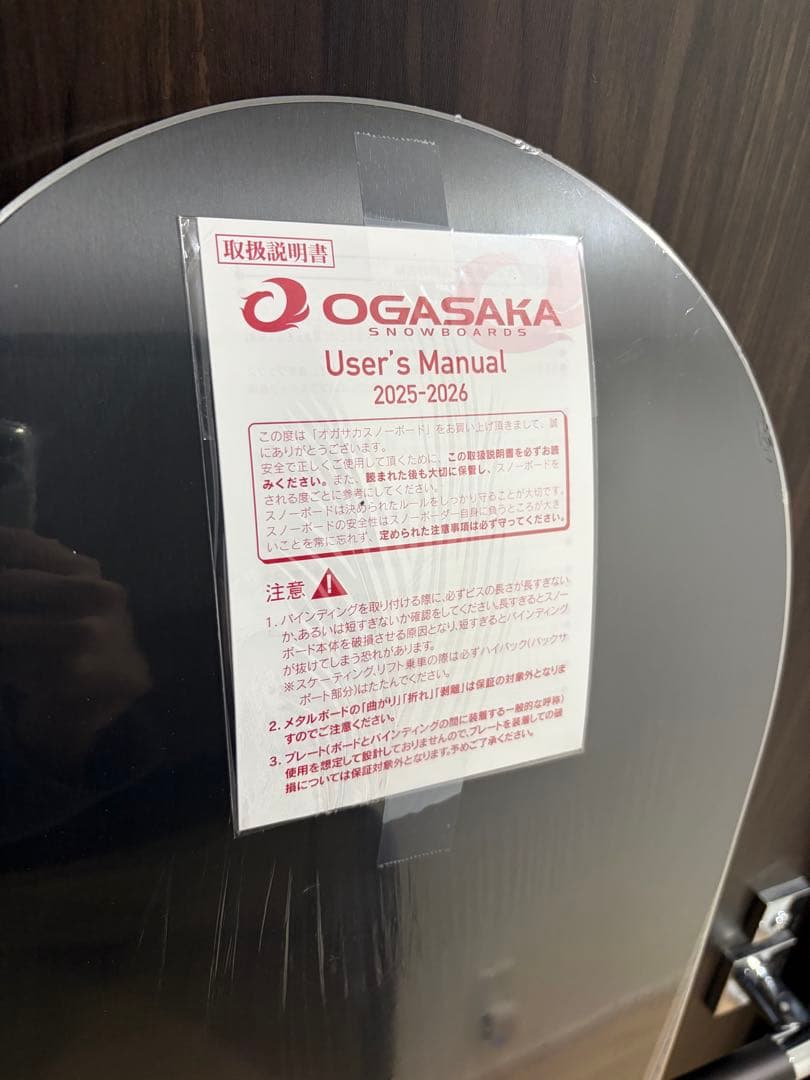 取扱説明書
OGASAKA
SNOWBOARDS
User's Manual
2025-2026
この度は「オガサカスノーボード」をお買い上げ頂きまして、誠
にありがとうございます。
安全で正しくご使用して頂くために、この取扱説明書を必ずお読
みください。また、読まれた後も大切に保管し、スノーボードを
される度ごとに参考にしてください。
スノーボードは決められたルールをしっかり守ることが大切です。
スノーボードの安全性はスノーボーダー自身に負うところが大き
いことを常に忘れず、定められた注意事項は必ず守ってください。
注意
1. バインディングを取り付ける際に、必ずビスの長さが長すぎない
か、あるいは短すぎないか確認をしてください。長すぎるとスノー
ボード本体を破損させる原因となり、短すぎるとバインディング
が抜けてしまう恐れがあります。
※スケーティング、リフト乗車の際は必ずハイバック(バックサ
ポート部分)はたたんでください。
2. メタルボードの「曲がり」「折れ」「剥離」は保証の対象外となりま
すのでご注意ください。
3. プレート(ボードとバインディングの間に装着する一般的な呼称)
使用を想定して設計しておりませんので、プレートを装着しての破
損については保証対象外となります。予めご了承ください。